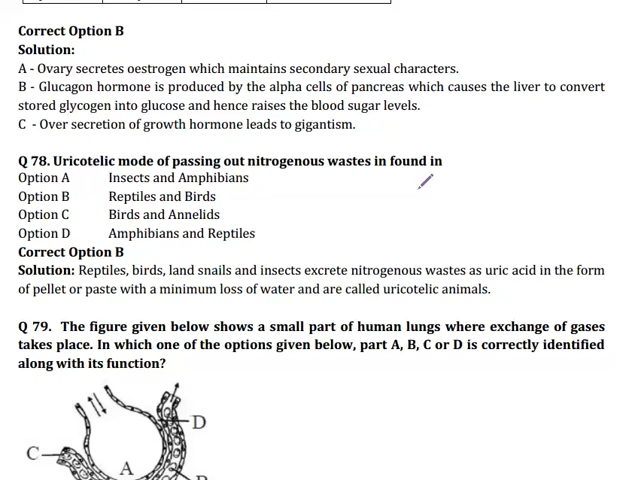 Correct Option B
Solution:
A - Ovary secretes oestrogen which maintains secondary sexual characters.
B - Glucagon hormone is produced by the alpha cells of pancreas which causes the liver to convert
stored glycogen into glucose and hence raises the blood sugar levels.
C - Over secretion of growth hormone leads to gigantism.
Q 78. Uricotelic mode of passing out nitrogenous wastes in found in
Option A Insects and Amphibians
Option B Reptiles and Birds
Option C Birds and Annelids
Option D Amphibians and Reptiles
Correct Option B
Solution: Reptiles, birds, land snails and insects excrete nitrogenous wastes as uric acid in the form
of pellet or paste with a minimum loss of water and are called uricotelic animals.
Q 79. The figure given below shows a small part of human lungs where exchange of gases
takes place. In which one of the options given below, part A, B, C or D is correctly identified
along with its function?
D
C
A